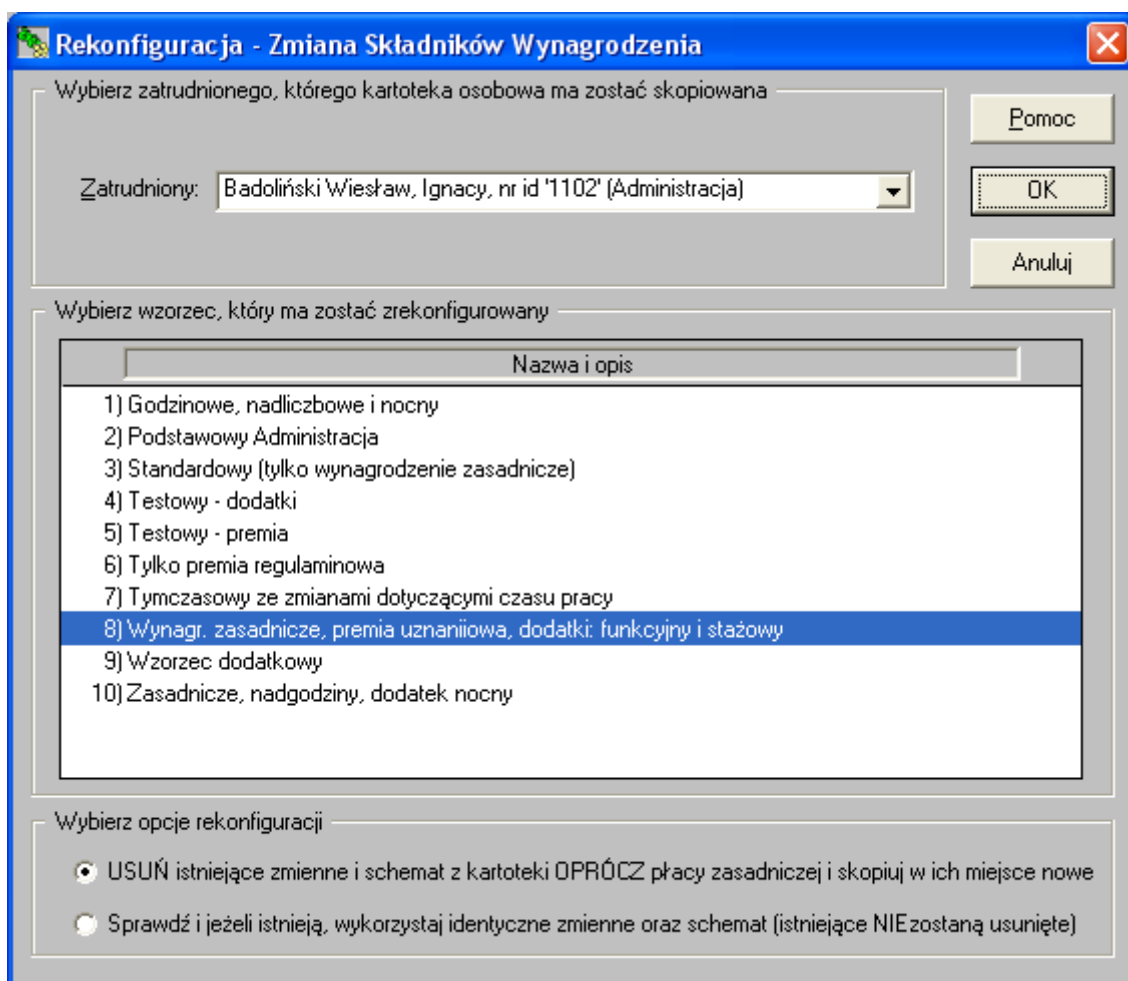 Rekonfiguracja - Zmiana Składników Wynagrodzenia
Wybierz zatrudnionego, którego kartoteka osobowa ma zostać skopiowana
Pomoc
Zatrudniony: Badoliński Wiesław, Ignacy, nr id '1102' (Administracja)
OK
Anuluj
Wybierz wzorzec, który ma zostać zrekonfigurowany
Nazwa i opis
1) Godzinowe, nadliczbowe i nocny
2) Podstawowy Administracja
3) Standardowy (tylko wynagrodzenie zasadnicze)
4) Testowy - dodatki
5) Testowy - premia
6) Tylko premia regulaminowa
7) Tymczasowy ze zmianami dotyczącymi czasu pracy
8) Wynagr. zasadnicze, premia uznaniiowa, dodatki: funkcyjny i stażowy
9) Wzorzec dodatkowy
10) Zasadnicze, nadgodziny, dodatek nocny
Wybierz opcje rekonfiguracji
USUŃ istniejące zmienne i schemat z kartoteki OPRÓCZ płacy zasadniczej i skopiuj w ich miejsce nowe
Sprawdź i jeżeli istnieją, wykorzystaj identyczne zmienne oraz schemat (istniejące NIEzostaną usunięte)